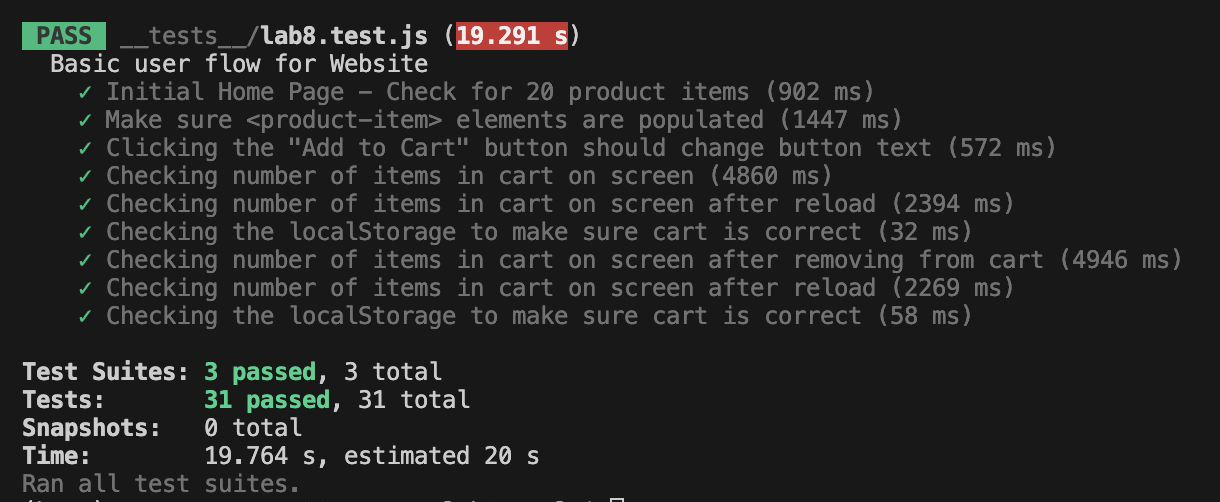 PASS __tests__/lab8.test.js (19.291 s)
Basic user flow for Website
✓ Initial Home Page – Check for 20 product items (902 ms)
✓ Make sure <product-item> elements are populated (1447 ms)
✓ Clicking the "Add to Cart" button should change button text (572 ms)
✓ Checking number of items in cart on screen (4860 ms)
✓ Checking number of items in cart on screen after reload (2394 ms)
✓ Checking the localStorage to make sure cart is correct (32 ms)
✓ Checking number of items in cart on screen after removing from cart (4946 ms)
✓ Checking number of items in cart on screen after reload (2269 ms)
✓ Checking the localStorage to make sure cart is correct (58 ms)
Test Suites: 3 passed, 3 total
Tests: 31 passed, 31 total
Snapshots: 0 total
Time: 19.764 s, estimated 20 s
Ran all test suites.